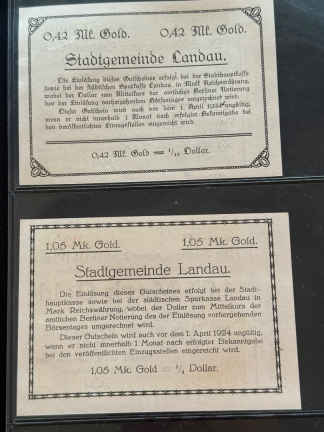 0,42 Mk. Gold. 0,42 Mk. Gold.
Stadtgemeinde Landau.
Die Einlösung dieses Gutscheines erfolgt bei der Stadthauptkasse
sowie bei der städtischen Sparkasse Landau in Mark Reichswährung,
wobei der Dollar zum Mittelkurs der amtlichen Berliner Notierung
des der Einlösung vorhergehenden Börsentages umgerechnet wird.
Dieser Gutschein wird auch vor dem 1. April 1924 ungültig,
wenn er nicht innerhalb 1 Monat nach erfolgter Bekanntgabe bei
den veröffentlichten Einzugsstellen eingereicht wird.
0,42 Mk. Gold = 1/10 Dollar.
1,05 Mk. Gold. 1,05 Mk. Gold.
Stadtgemeinde Landau.
Die Einlösung dieses Gutscheines erfolgt bei der Stadt-
hauptkasse sowie bei der städtischen Sparkasse Landau in
Mark Reichswährung, wobei der Dollar zum Mittelkurs der
amtlichen Berliner Notierung des der Einlösung vorhergehenden
Börsentages umgerechnet wird.
Dieser Gutschein wird auch vor dem 1. April 1924 ungültig,
wenn er nicht innerhalb 1 Monat nach erfolgter Bekanntgabe
bei den veröffentlichten Einzugsstellen eingereicht wird.
1,05 Mk. Gold = 1/4 Dollar.